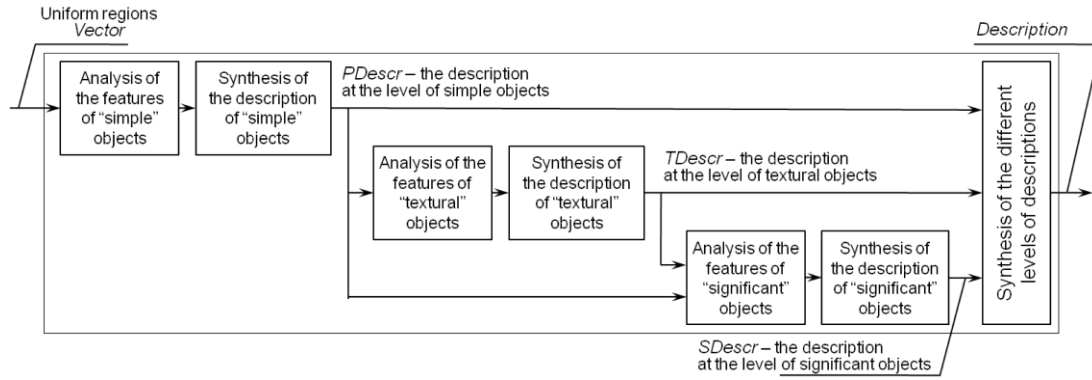 Uniform regions
Vector
Description
Analysis of
the features
of “simple”
objects
Synthesis of
the description
of “simple”
objects
PDescr – the description
at the level of simple objects
Analysis of the
features of
“textural”
objects
Synthesis of
the description
of “textural”
objects
TDescr – the description
at the level of textural objects
Analysis of the
features of
“significant”
objects
Synthesis of
the description
of “significant”
objects
Synthesis of the different
levels of descriptions
SDescr – the description
at the level of significant objects